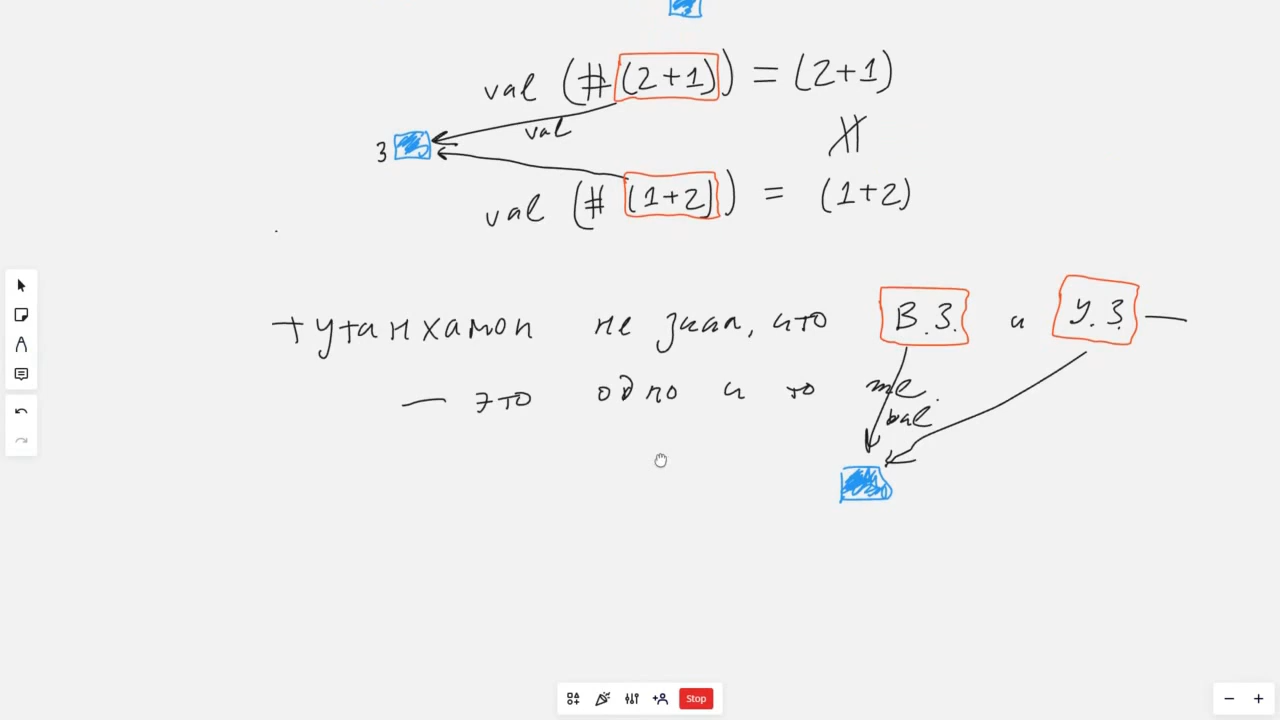 val (# (2+1)) = (2+1)
val
3
val (# (1+2)) = (1+2)
тутанхамон не знал, что В.З. и У.З. —
— это одно и то же.
val
Stop